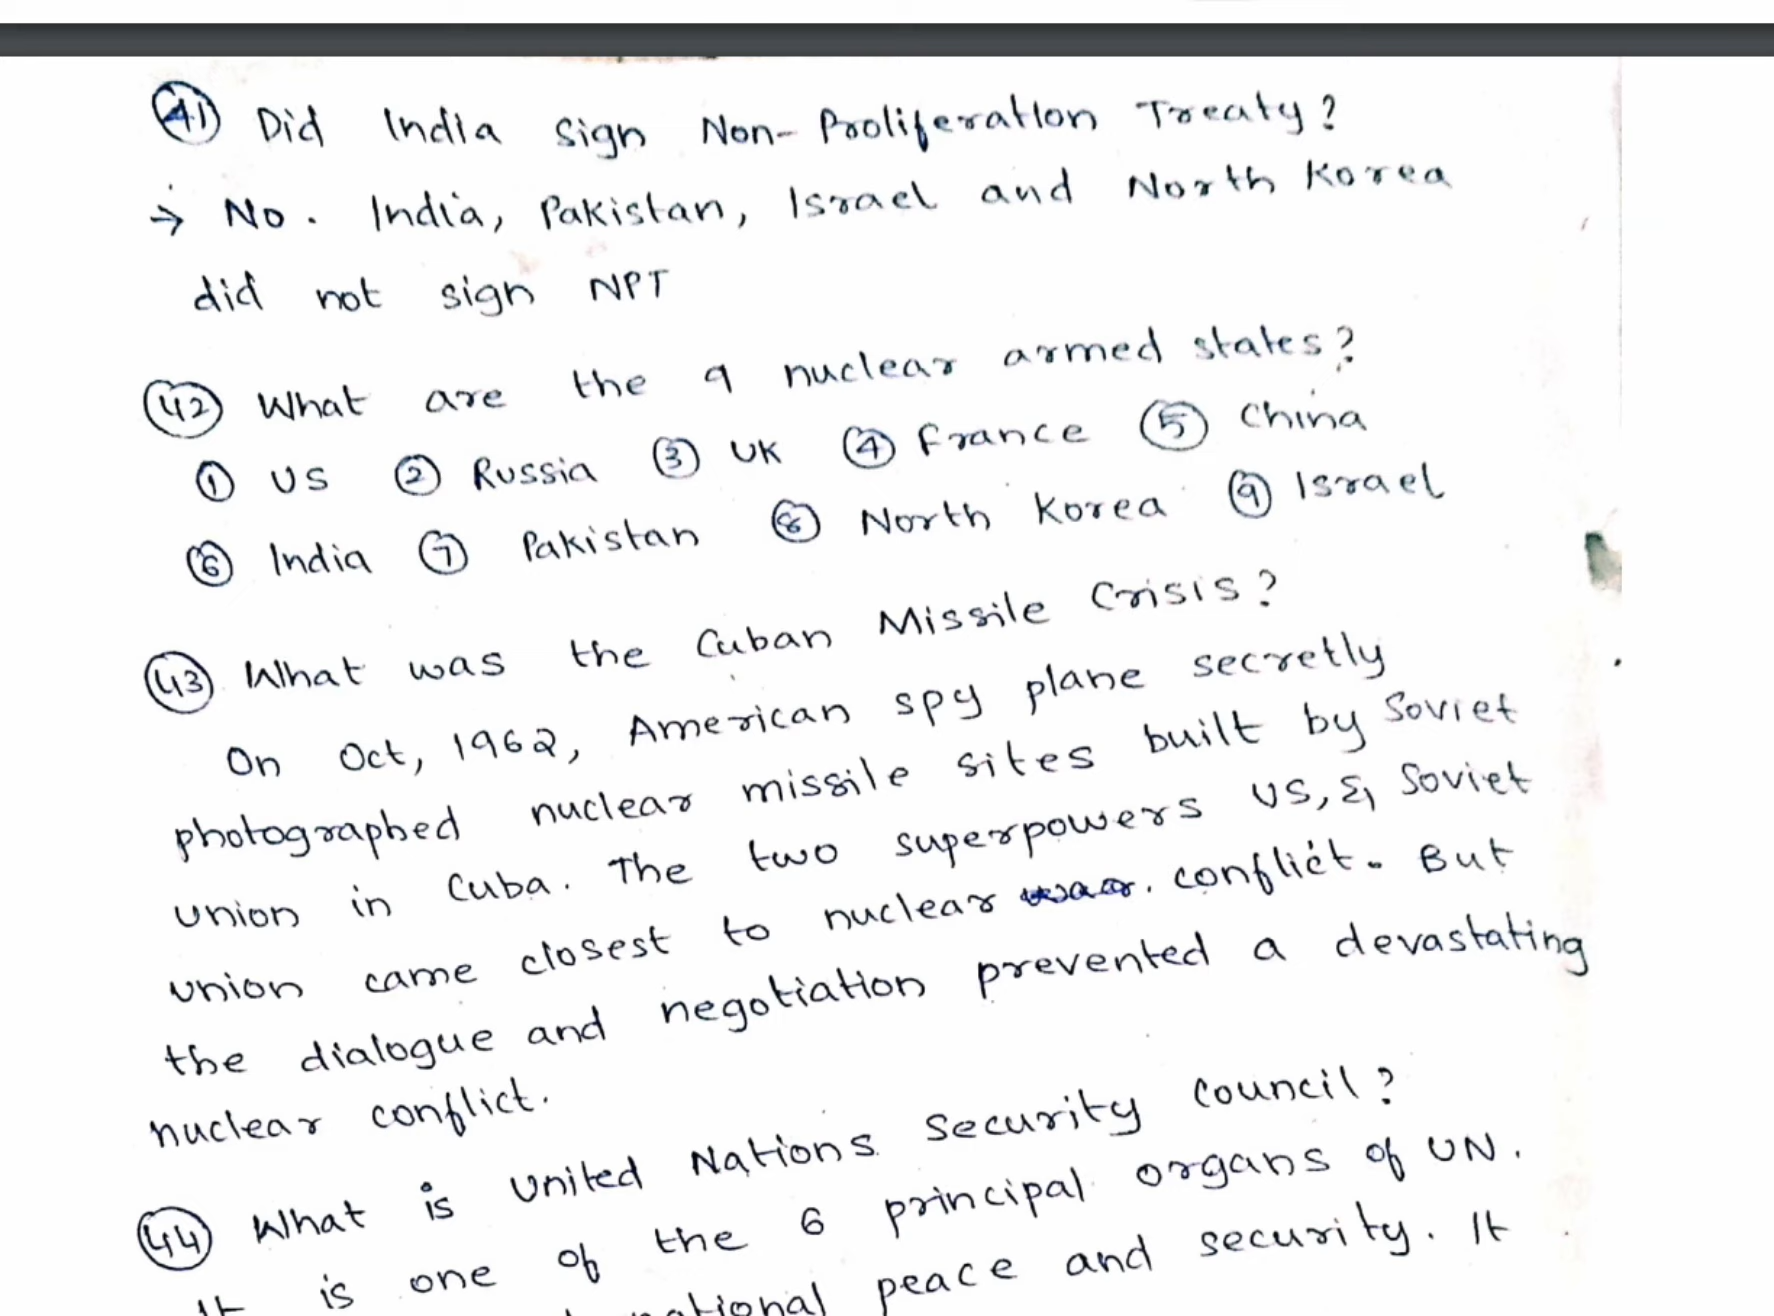 41 Did India sign Non-Proliferation Treaty?
→ No. India, Pakistan, Israel and North Korea
did not sign NPT
42 What are the 9 nuclear armed states?
1 US 2 Russia 3 UK 4 France 5 China
6 India 7 Pakistan 8 North Korea 9 Israel
43 What was the Cuban Missile Crisis?
On Oct, 1962, American spy plane secretly
photographed nuclear missile sites built by Soviet
union in Cuba. The two superpowers US, & Soviet
union came closest to nuclear war. conflict. But
the dialogue and negotiation prevented a devastating
nuclear conflict.
44 What is United Nations Security Council?
It is one of the 6 principal organs of UN.
peace and security. It